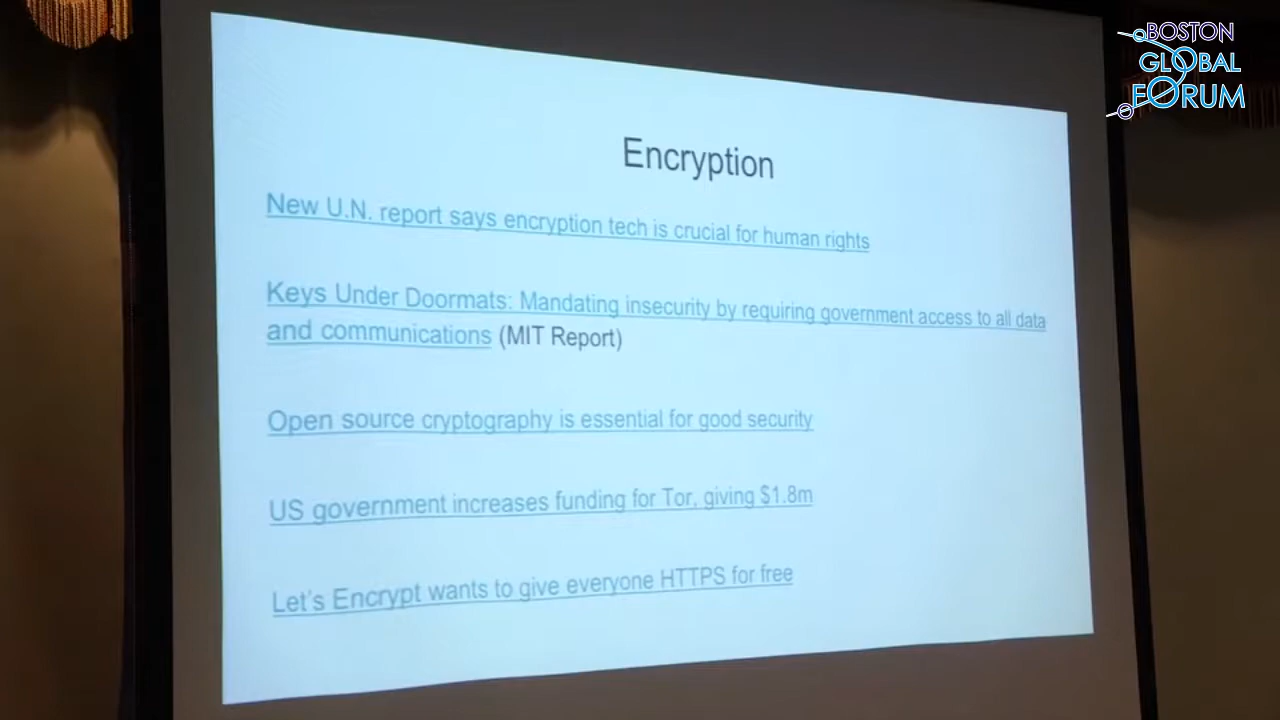 BOSTON
GLOBAL
FORUM
Encryption
New U.N. report says encryption tech is crucial for human rights
Keys Under Doormats: Mandating insecurity by requiring government access to all data
and communications (MIT Report)
Open source cryptography is essential for good security
US government increases funding for Tor, giving $1.8m
Let's Encrypt wants to give everyone HTTPS for free